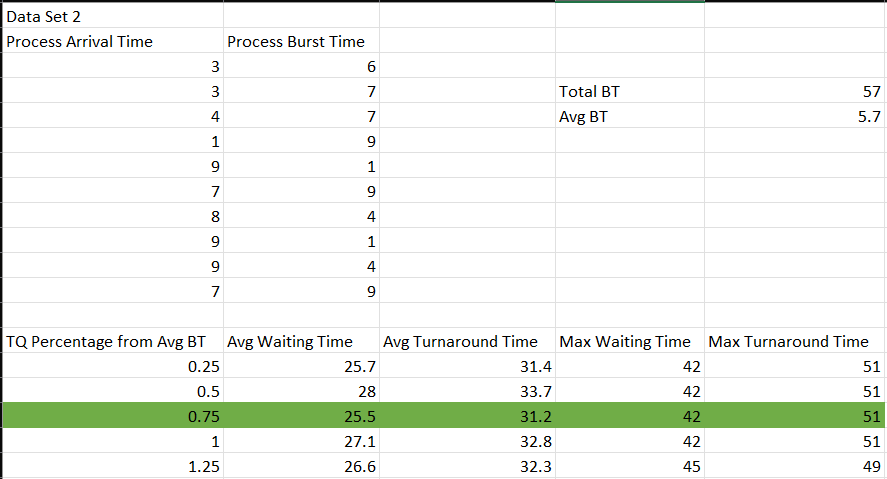 Data Set 2
Process Arrival Time Process Burst Time
3 6
3 7 Total BT 57
4 7 Avg BT 5.7
1 9
9 1
7 9
8 4
9 1
9 4
7 9
TQ Percentage from Avg BT Avg Waiting Time Avg Turnaround Time Max Waiting Time Max Turnaround Time
0.25 25.7 31.4 42 51
0.5 28 33.7 42 51
0.75 25.5 31.2 42 51
1 27.1 32.8 42 51
1.25 26.6 32.3 45 49